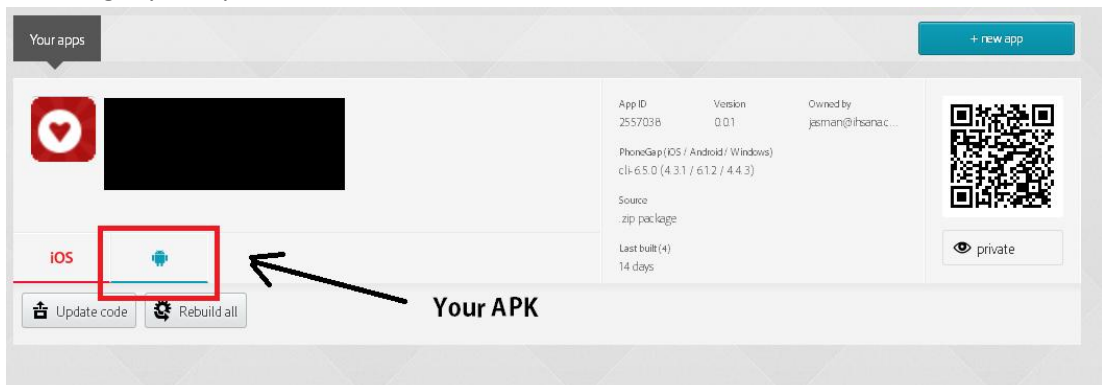 Your apps
+ new app
App ID
Version
Owned by
2557038
0.0.1
jasman@ihsana.c...
PhoneGap (iOS / Android / Windows)
cli-6.5.0 (4.3.1 / 6.1.2 / 4.4.3)
Source
.zip package
Last built (4)
14 days
private
iOS
Your APK
Update code
Rebuild all